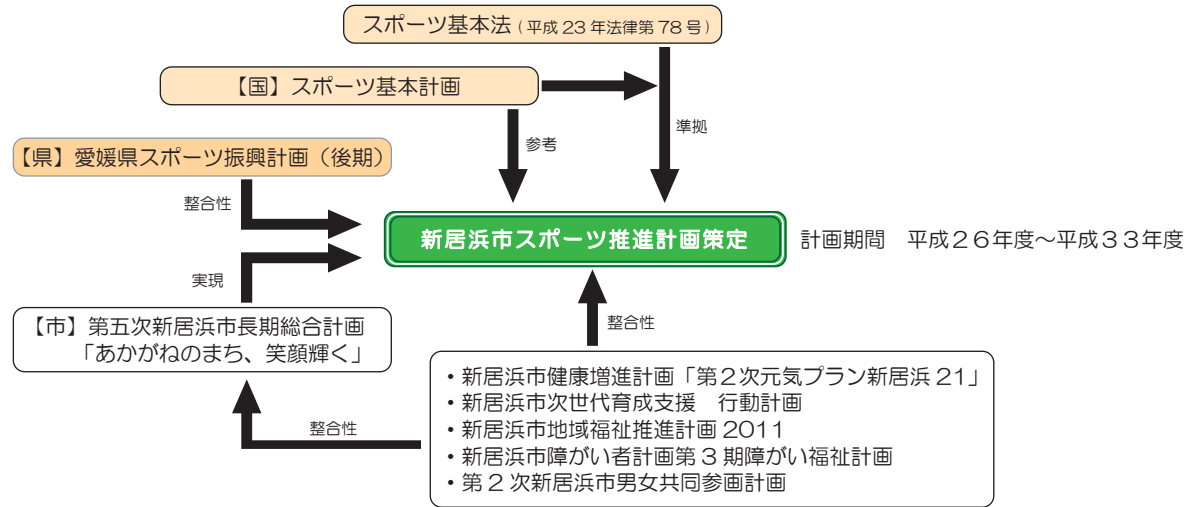 スポーツ基本法(平成23年法律第78号)
【国】スポーツ基本計画
準拠
参考
【県】愛媛県スポーツ振興計画(後期)
整合性
新居浜市スポーツ推進計画策定
計画期間 平成26年度~平成33年度
実現
【市】第五次新居浜市長期総合計画
「あかがねのまち、笑顔輝く」
整合性
・新居浜市健康増進計画「第2次元気プラン新居浜21」
・新居浜市次世代育成支援 行動計画
・新居浜市地域福祉推進計画2011
・新居浜市障がい者計画第3期障がい福祉計画
・第2次新居浜市男女共同参画計画
整合性